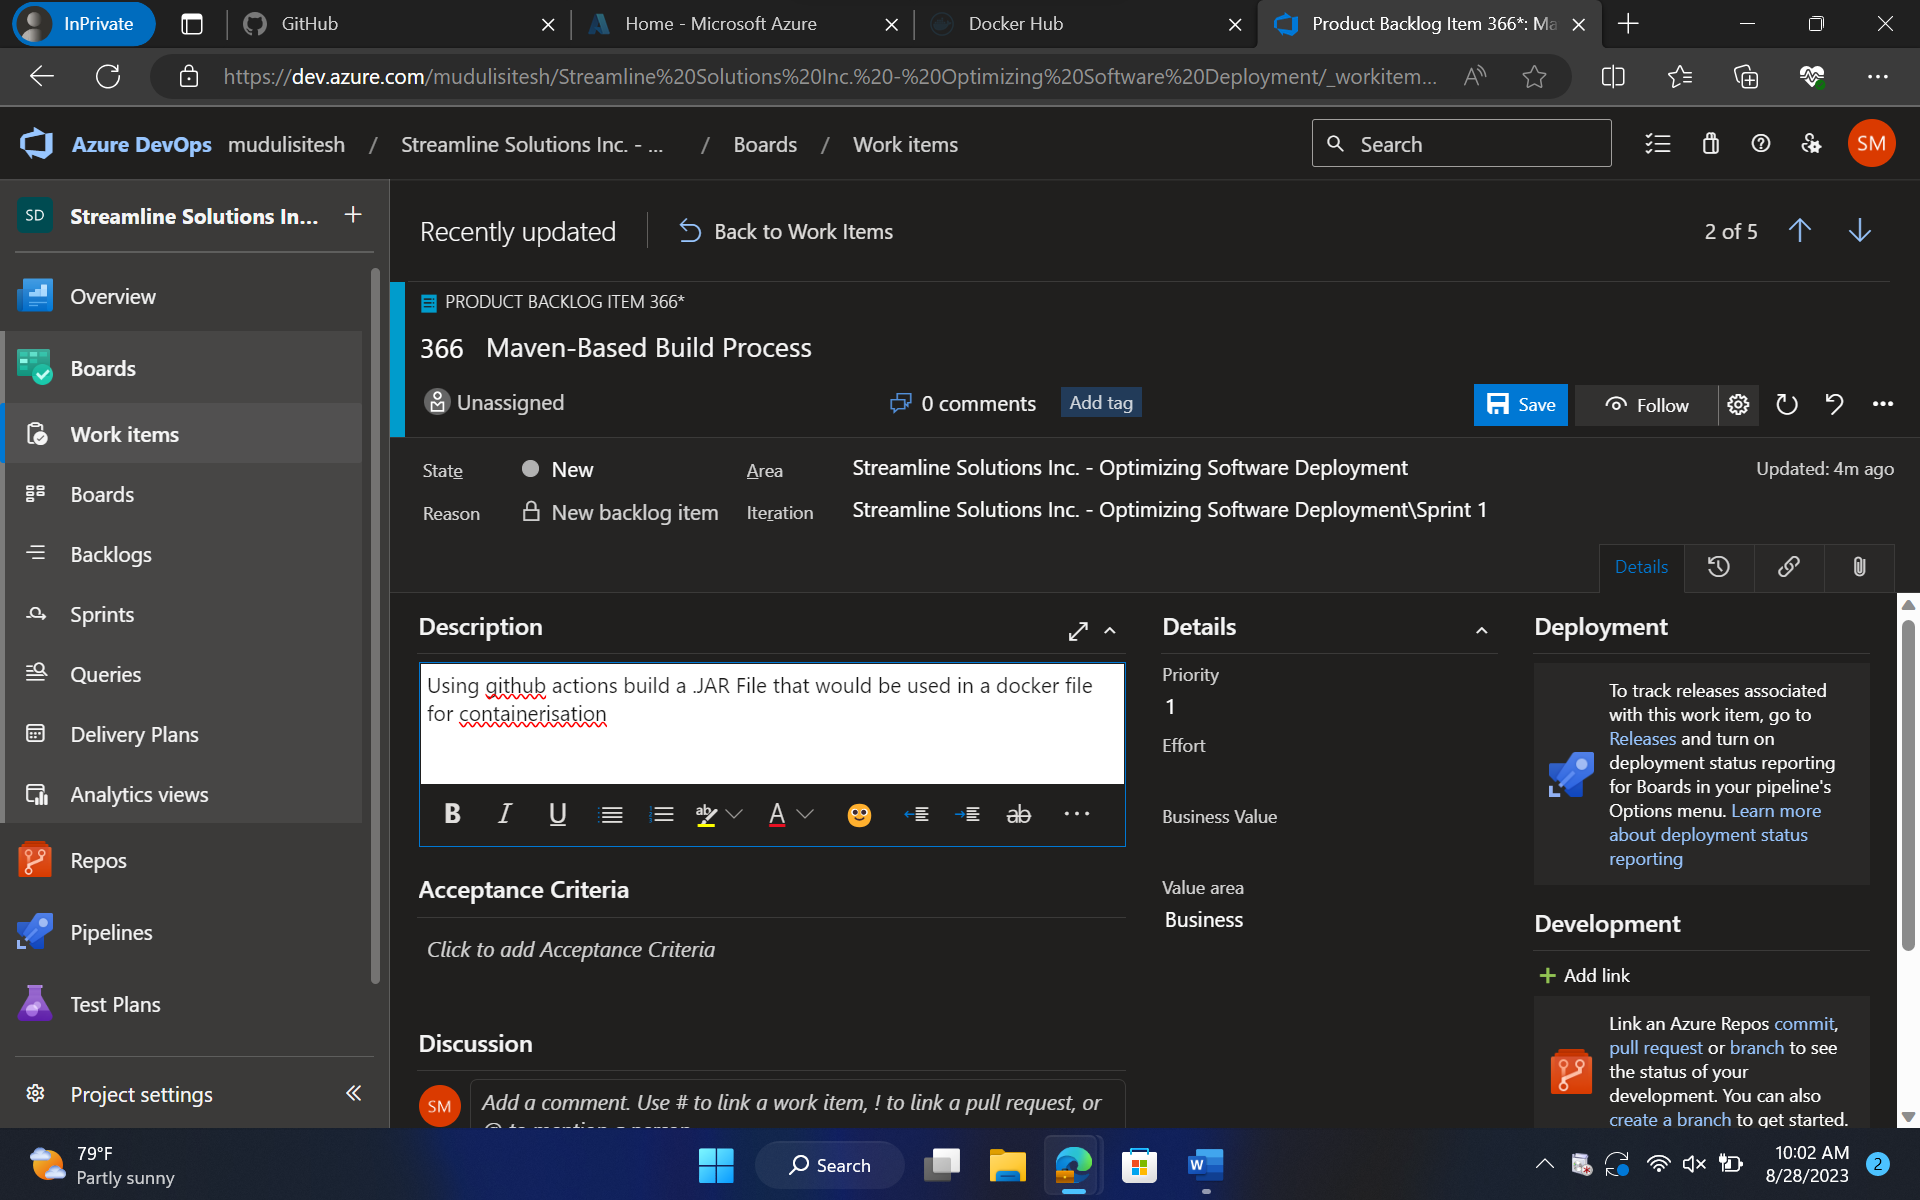 InPrivate
GitHub
Home - Microsoft Azure
Docker Hub
Product Backlog Item 366*: Ma
https://dev.azure.com/mudulisitesh/Streamline%20Solutions%20Inc.%20-%20Optimizing%20Software%20Deployment/_workitem...
Azure DevOps mudulisitesh / Streamline Solutions Inc. - ... / Boards / Work items
Search
SM
SD Streamline Solutions In... +
Overview
Boards
Work items
Boards
Backlogs
Sprints
Queries
Delivery Plans
Analytics views
Repos
Pipelines
Test Plans
Project settings
Recently updated
Back to Work Items
2 of 5
PRODUCT BACKLOG ITEM 366*
366 Maven-Based Build Process
Unassigned
0 comments
Add tag
Save
Follow
State New
Area Streamline Solutions Inc. - Optimizing Software Deployment
Updated: 4m ago
Reason New backlog item
Iteration Streamline Solutions Inc. - Optimizing Software Deployment\Sprint 1
Details
Description
Using github actions build a .JAR File that would be used in a docker file
for containerisation
B I U ab A ab ...
Acceptance Criteria
Click to add Acceptance Criteria
Discussion
SM
Add a comment. Use # to link a work item, ! to link a pull request, or
Details
Priority
1
Effort
Business Value
Value area
Business
Deployment
To track releases associated
with this work item, go to
Releases and turn on
deployment status reporting
for Boards in your pipeline's
Options menu. Learn more
about deployment status
reporting
Development
+ Add link
Link an Azure Repos commit,
pull request or branch to see
the status of your
development. You can also
create a branch to get started.
79°F
Partly sunny
Search
W
10:02 AM
8/28/2023
2